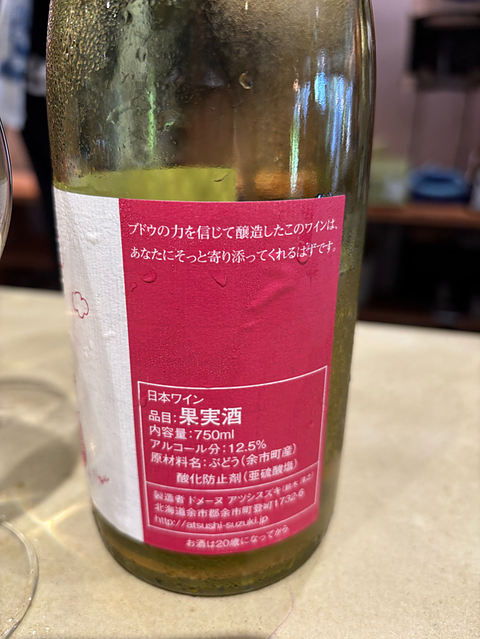 ブドウの力を信じて醸造したこのワインは、
あなたにそっと寄り添ってくれるはずです。
日本ワイン
品目：果実酒
内容量：750ml
アルコール分：12.5%
原材料名：ぶどう（余市町産）
酸化防止剤（亜硫酸塩）
製造者 ドメーヌ アツシスズキ
北海道余市郡余市町登町1732-6
http://atsushi-suzuki.jp
お酒は20歳になってから